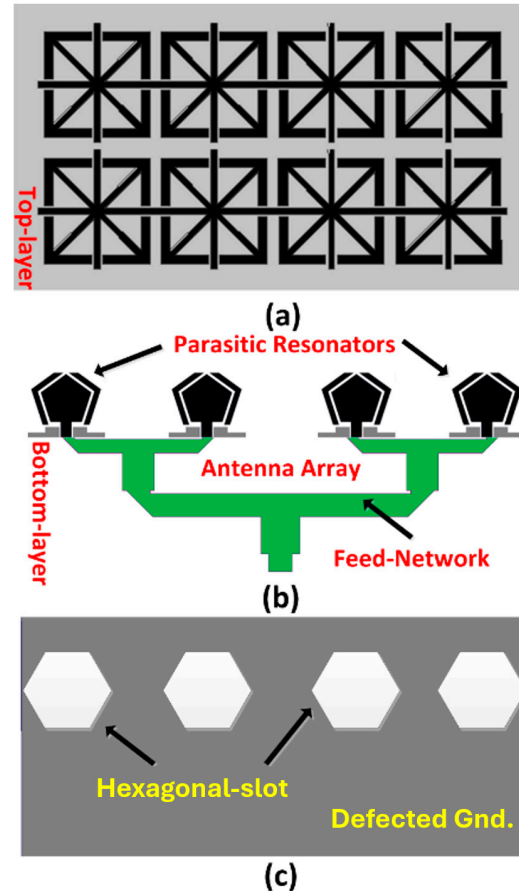 Top-layer
(a)
Parasitic Resonators
Bottom-layer
Antenna Array
Feed-Network
(b)
Hexagonal-slot
Defected Gnd.
(c)